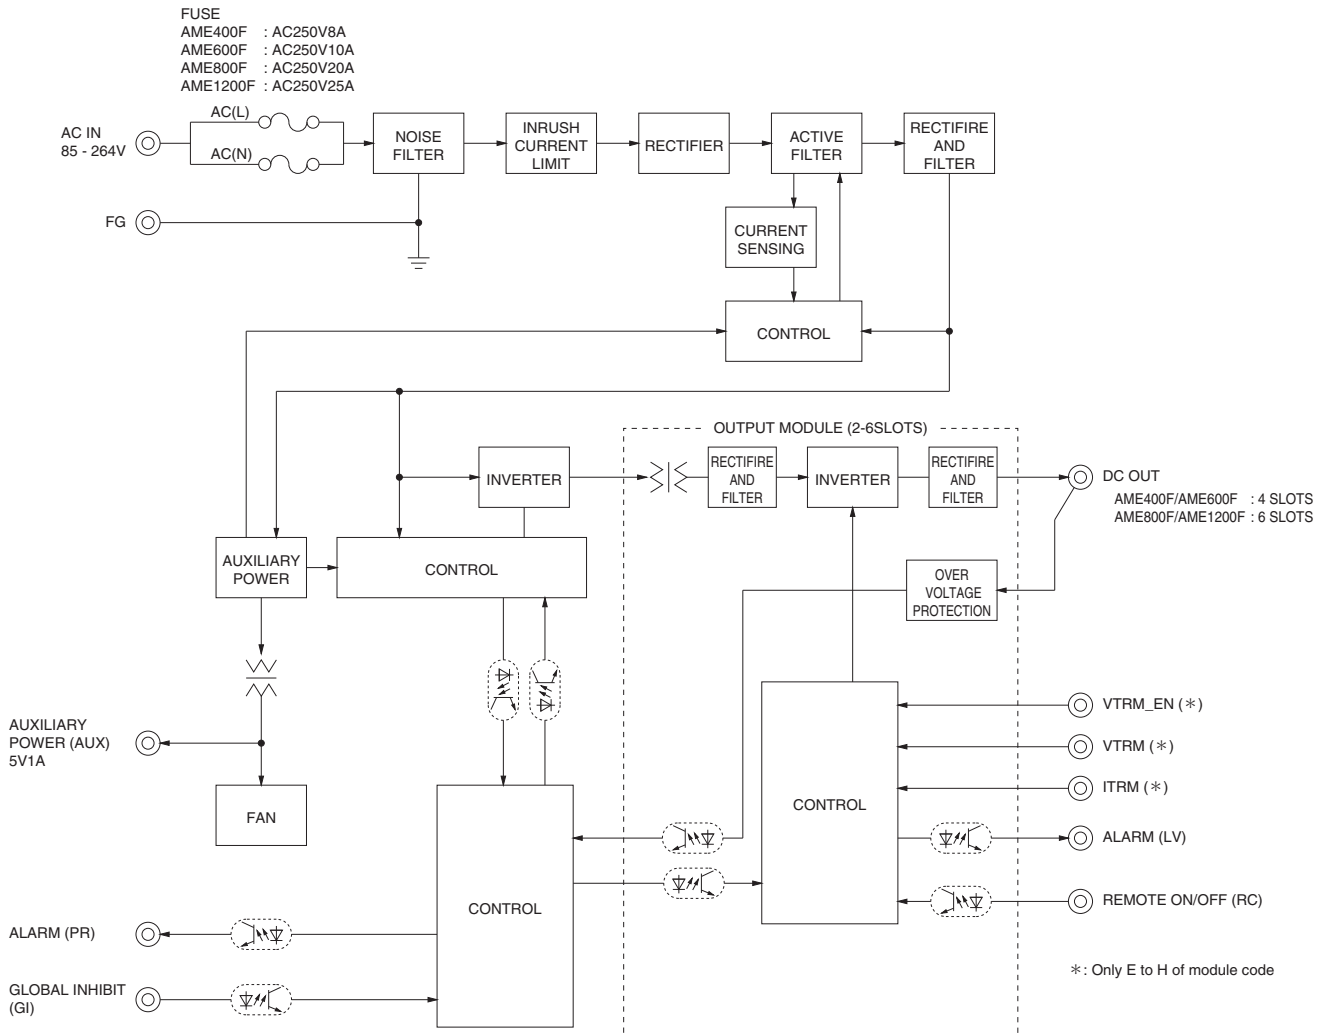 FUSE
AME400F : AC250V8A
AME600F : AC250V10A
AME800F : AC250V20A
AME1200F : AC250V25A
AC(L)
AC IN
85 - 264V
AC(N)
NOISE
FILTER
INRUSH
CURRENT
LIMIT
RECTIFIER
ACTIVE
FILTER
RECTIFIRE
AND
FILTER
FG
CURRENT
SENSING
CONTROL
OUTPUT MODULE (2-6SLOTS)
INVERTER
RECTIFIRE
AND
FILTER
INVERTER
RECTIFIRE
AND
FILTER
DC OUT
AME400F/AME600F : 4 SLOTS
AME800F/AME1200F : 6 SLOTS
AUXILIARY
POWER
CONTROL
OVER
VOLTAGE
PROTECTION
AUXILIARY
POWER (AUX)
5V1A
FAN
CONTROL
VTRM_EN (＊)
VTRM (＊)
ITRM (＊)
ALARM (LV)
REMOTE ON/OFF (RC)
CONTROL
ALARM (PR)
GLOBAL INHIBIT
(GI)
＊: Only E to H of module code